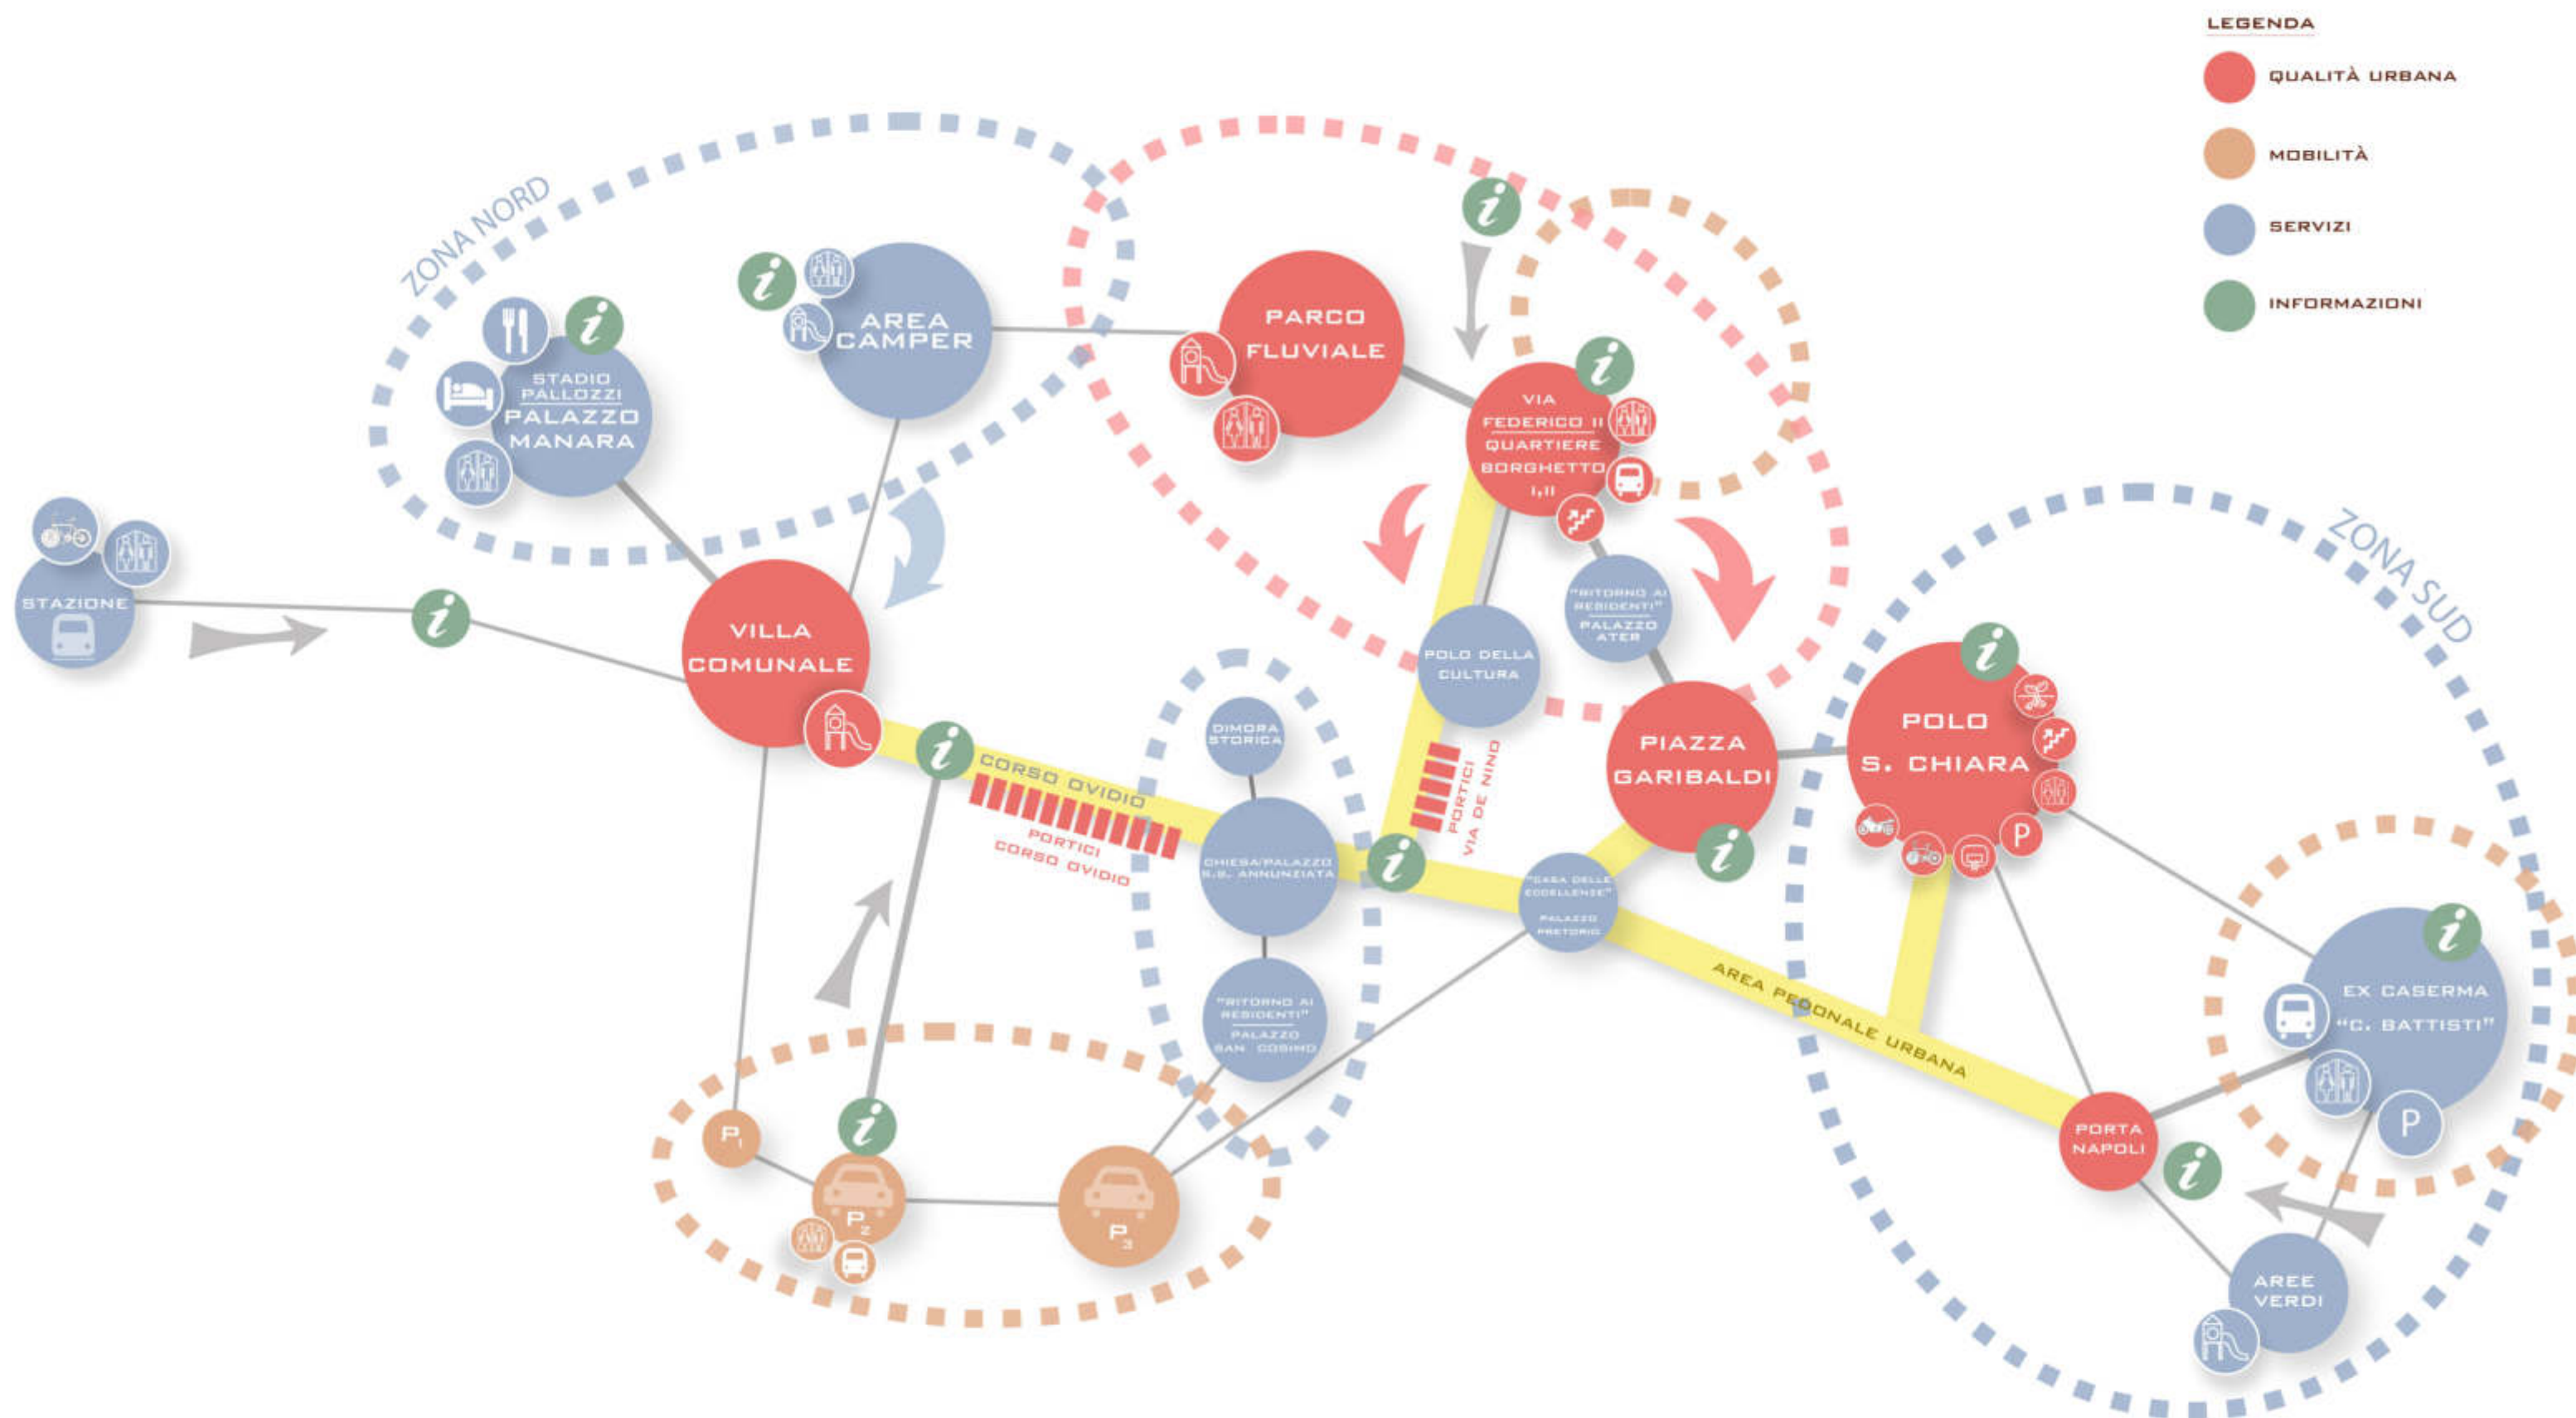 LEGENDA
QUALITÀ URBANA
MOBILITÀ
SERVIZI
INFORMAZIONI
ZONA NORD
STADIO
PALLOZZI
PALAZZO
MANARA
i
i
AREA
CAMPER
PARCO
FLUVIALE
i
i
VIA
FEDERICO II
QUARTIERE
BORGHETTO
I,II
STAZIONE
i
VILLA
COMUNALE
"RITORNO AI
RESIDENTI"
PALAZZO
ATER
POLO DELLA
CULTURA
ZONA SUD
i
POLO
S. CHIARA
P
PIAZZA
GARIBALDI
i
DIMORA
STORICA
i
CORSO OVIDIO
PORTICI
CORSO OVIDIO
PORTICI
VIA DE NINO
CHIESA/PALAZZO
S.S. ANNUNZIATA
i
"CASA DELLE
ECCELLENZE"
PALAZZO
PRETORIO
AREA PEDONALE URBANA
i
EX CASERMA
"C. BATTISTI"
P
"RITORNO AI
RESIDENTI"
PALAZZO
SAN COSIMO
P1
i
P2
P3
PORTA
NAPOLI
i
AREE
VERDI